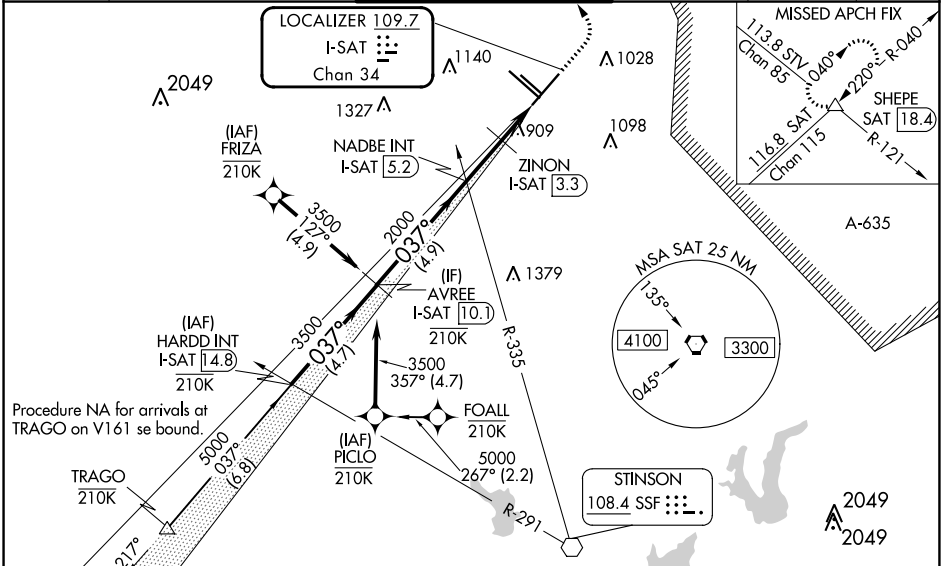 LOCALIZER 109.7
I-SAT
Chan 34
2049
1140
1028
1327
909
1098
(IAF)
FRIZA
210K
NADBE INT
I-SAT 5.2
ZINON
I-SAT 3.3
3500
127°
(4.9)
2000
037°
(4.9)
1379
(IF)
AVREE
I-SAT 10.1
210K
R-335
3500
037°
(4.7)
(IAF)
HARDD INT
I-SAT 14.8
210K
3500
357° (4.7)
Procedure NA for arrivals at
TRAGO on V161 se bound.
5000
037°
(6.8)
(IAF)
PICLO
210K
FOALL
210K
5000
267° (2.2)
TRAGO
210K
217°
R-291
STINSON
108.4 SSF
2049
2049
MISSED APCH FIX
113.8 STV
Chan 85
040°
220°
R-040
SHEPE
SAT 18.4
116.8 SAT
Chan 115
R-121
A-635
MSA SAT 25 NM
135°
4100
3300
045°